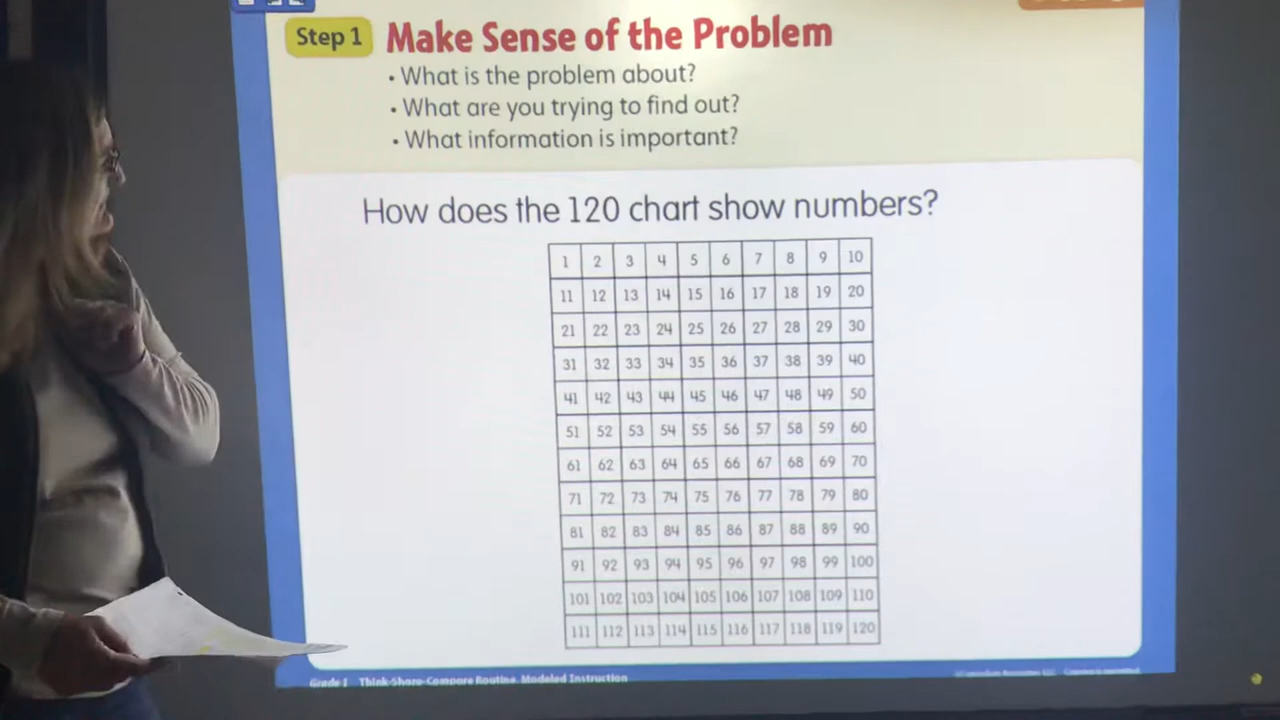 Step 1 Make Sense of the Problem
• What is the problem about?
• What are you trying to find out?
• What information is important?
How does the 120 chart show numbers?
1 2 3 4 5 6 7 8 9 10
11 12 13 14 15 16 17 18 19 20
21 22 23 24 25 26 27 28 29 30
31 32 33 34 35 36 37 38 39 40
41 42 43 44 45 46 47 48 49 50
51 52 53 54 55 56 57 58 59 60
61 62 63 64 65 66 67 68 69 70
71 72 73 74 75 76 77 78 79 80
81 82 83 84 85 86 87 88 89 90
91 92 93 94 95 96 97 98 99 100
101 102 103 104 105 106 107 108 109 110
111 112 113 114 115 116 117 118 119 120
Grade 1 Think-Share-Compare Routine, Modeled Instruction